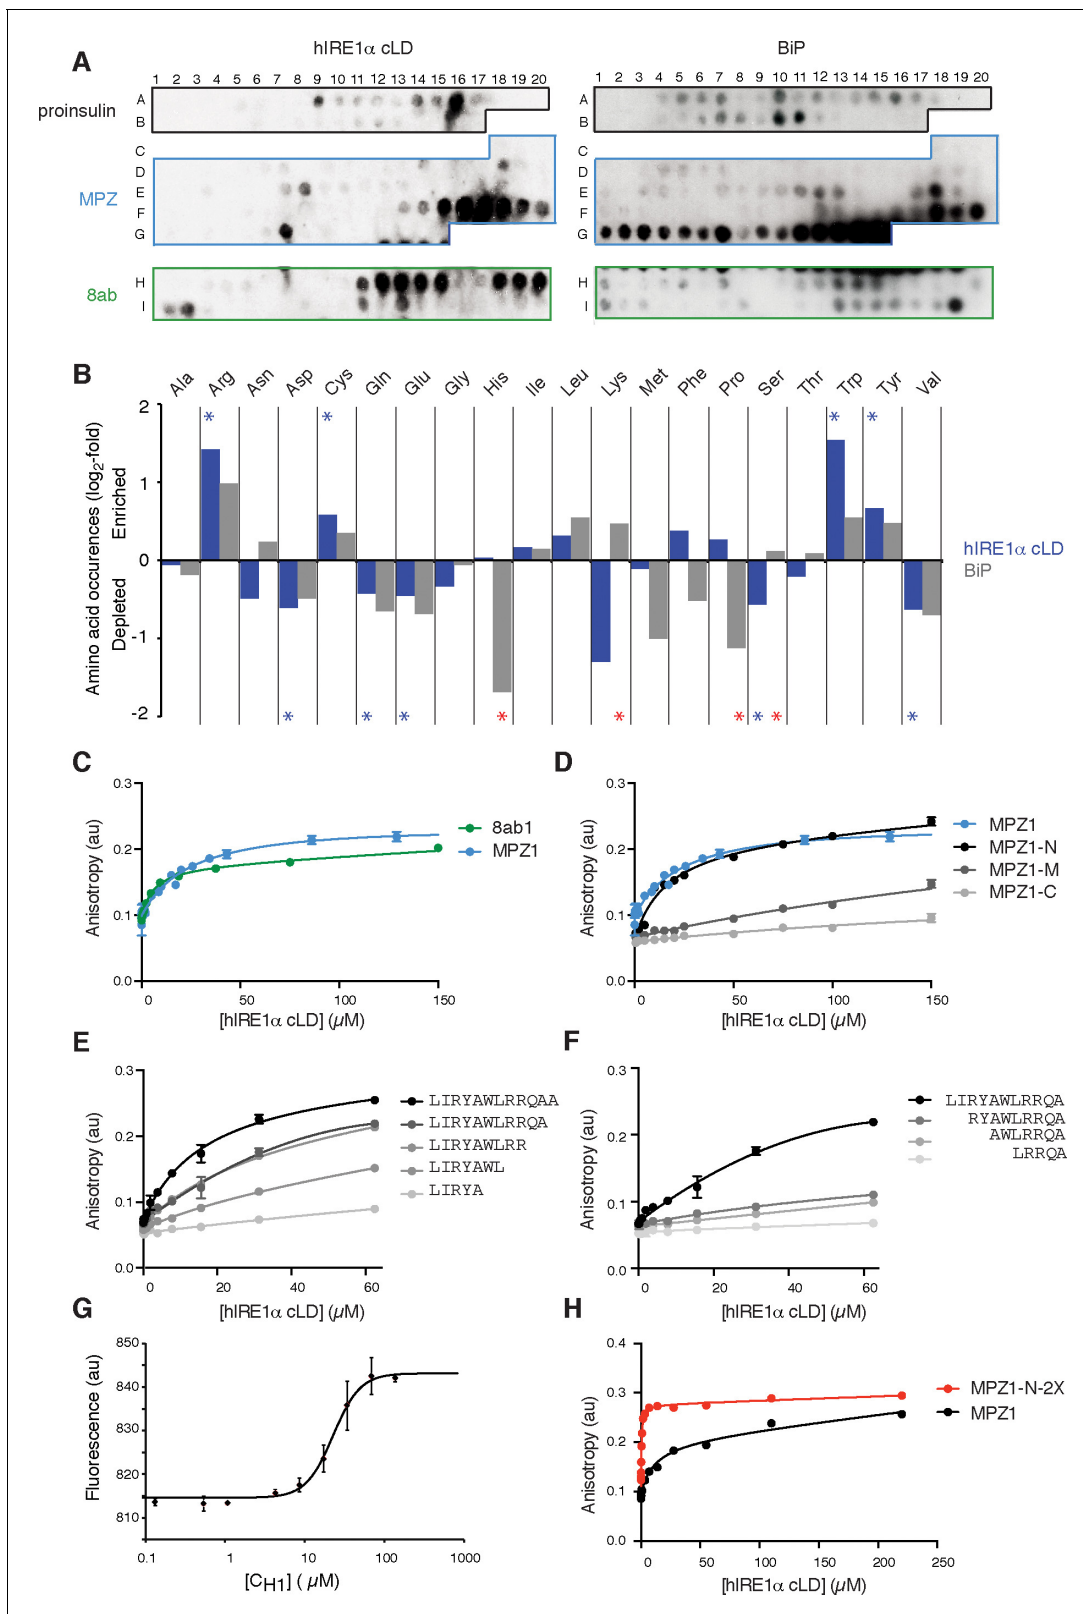 A
hIRE1α cLD
BiP
1 2 3 4 5 6 7 8 9 10 11 12 13 14 15 16 17 18 19 20
1 2 3 4 5 6 7 8 9 10 11 12 13 14 15 16 17 18 19 20
proinsulin
A
B
A
B
MPZ
C
D
E
F
G
C
D
E
F
G
8ab
H
I
H
I
B
Ala Arg Asn Asp Cys Gln Glu Gly His Ile Leu Lys Met Phe Pro Ser Thr Trp Tyr Val
Amino acid occurences (log2-fold)
Depleted Enriched
2
1
0
-1
-2
* * * *
* * * * * * * * *
hIRE1α cLD
BiP
C
Anisotropy (au)
0.3
0.2
0.1
0.0
0 50 100 150
[hIRE1α cLD] (µM)
8ab1
MPZ1
D
Anisotropy (au)
0.3
0.2
0.1
0.0
0 50 100 150
[hIRE1α cLD] (µM)
MPZ1
MPZ1-N
MPZ1-M
MPZ1-C
E
Anisotropy (au)
0.3
0.2
0.1
0.0
0 20 40 60
[hIRE1α cLD] (µM)
LIRYAWLRRQAA
LIRYAWLRRQA
LIRYAWLRR
LIRYAWL
LIRYA
F
Anisotropy (au)
0.3
0.2
0.1
0.0
0 20 40 60
[hIRE1α cLD] (µM)
LIRYAWLRRQA
RYAWLRRQA
AWLRRQA
LRRQA
G
Fluorescence (au)
850
840
830
820
810
0.1 1 10 100 1000
[CH1] ( µM)
H
Anisotropy (au)
0.4
0.3
0.2
0.1
0.0
0 50 100 150 200 250
[hIRE1α cLD] (µM)
MPZ1-N-2X
MPZ1